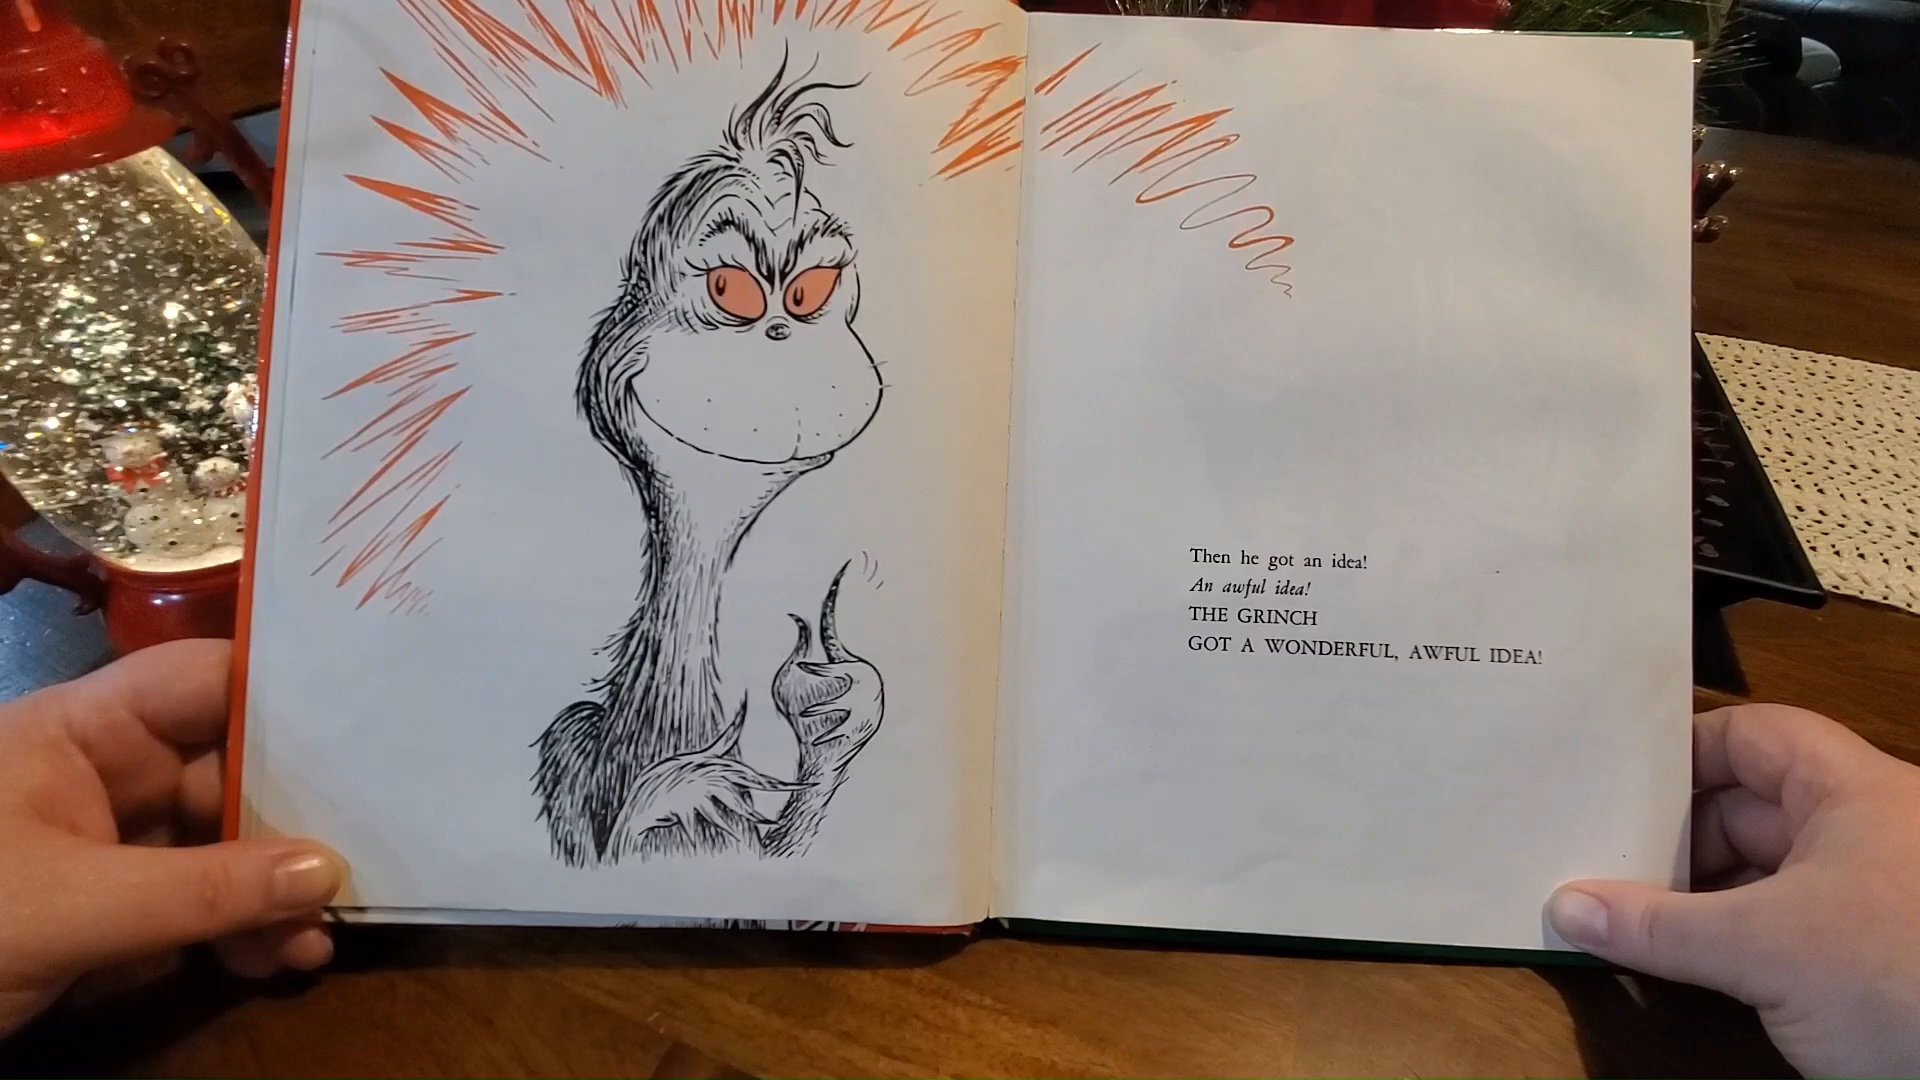 Then he got an idea!
An awful idea!
THE GRINCH
GOT A WONDERFUL, AWFUL IDEA!